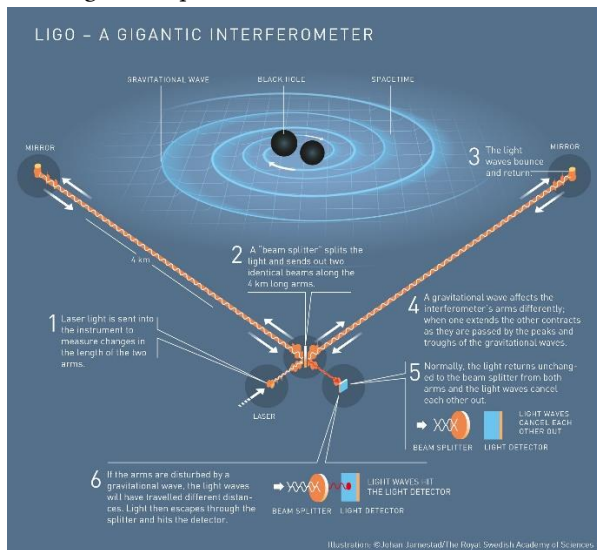 LIGO – A GIGANTIC INTERFEROMETER
GRAVITATIONAL WAVE
BLACK HOLE
SPACETIME
MIRROR
3 The light
waves bounce
and return.
MIRROR
2 A "beam splitter" splits the
light and sends out two
identical beams along the
4 km long arms.
4 km
1 Laser light is sent into
the instrument to
measure changes in
the length of the two
arms.
4 A gravitational wave affects the
interferometer's arms differently;
when one extends the other contracts
as they are passed by the peaks and
troughs of the gravitational waves.
5 Normally, the light returns unchang-
ed to the beam splitter from both
arms and the light waves cancel
each other out.
LASER
LIGHT WAVES
CANCEL EACH
OTHER OUT
BEAM SPLITTER LIGHT DETECTOR
6 If the arms are disturbed by a
gravitational wave, the light waves
will have travelled different distan-
ces. Light then escapes through the
splitter and hits the detector.
LIGHT WAVES HIT
THE LIGHT DETECTOR
BEAM SPLITTER LIGHT DETECTOR
Illustration: ©Johan Jarnestad/The Royal Swedish Academy of Sciences